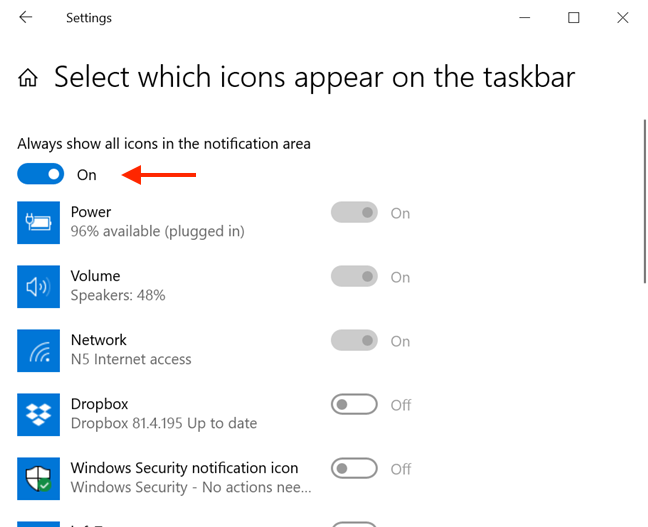 Settings
Select which icons appear on the taskbar
Always show all icons in the notification area
On
Power
On
96% available (plugged in)
Volume
On
Speakers: 48%
Network
On
N5 Internet access
Dropbox
Off
Dropbox 81.4.195 Up to date
Windows Security notification icon
Off
Windows Security - No actions nee...